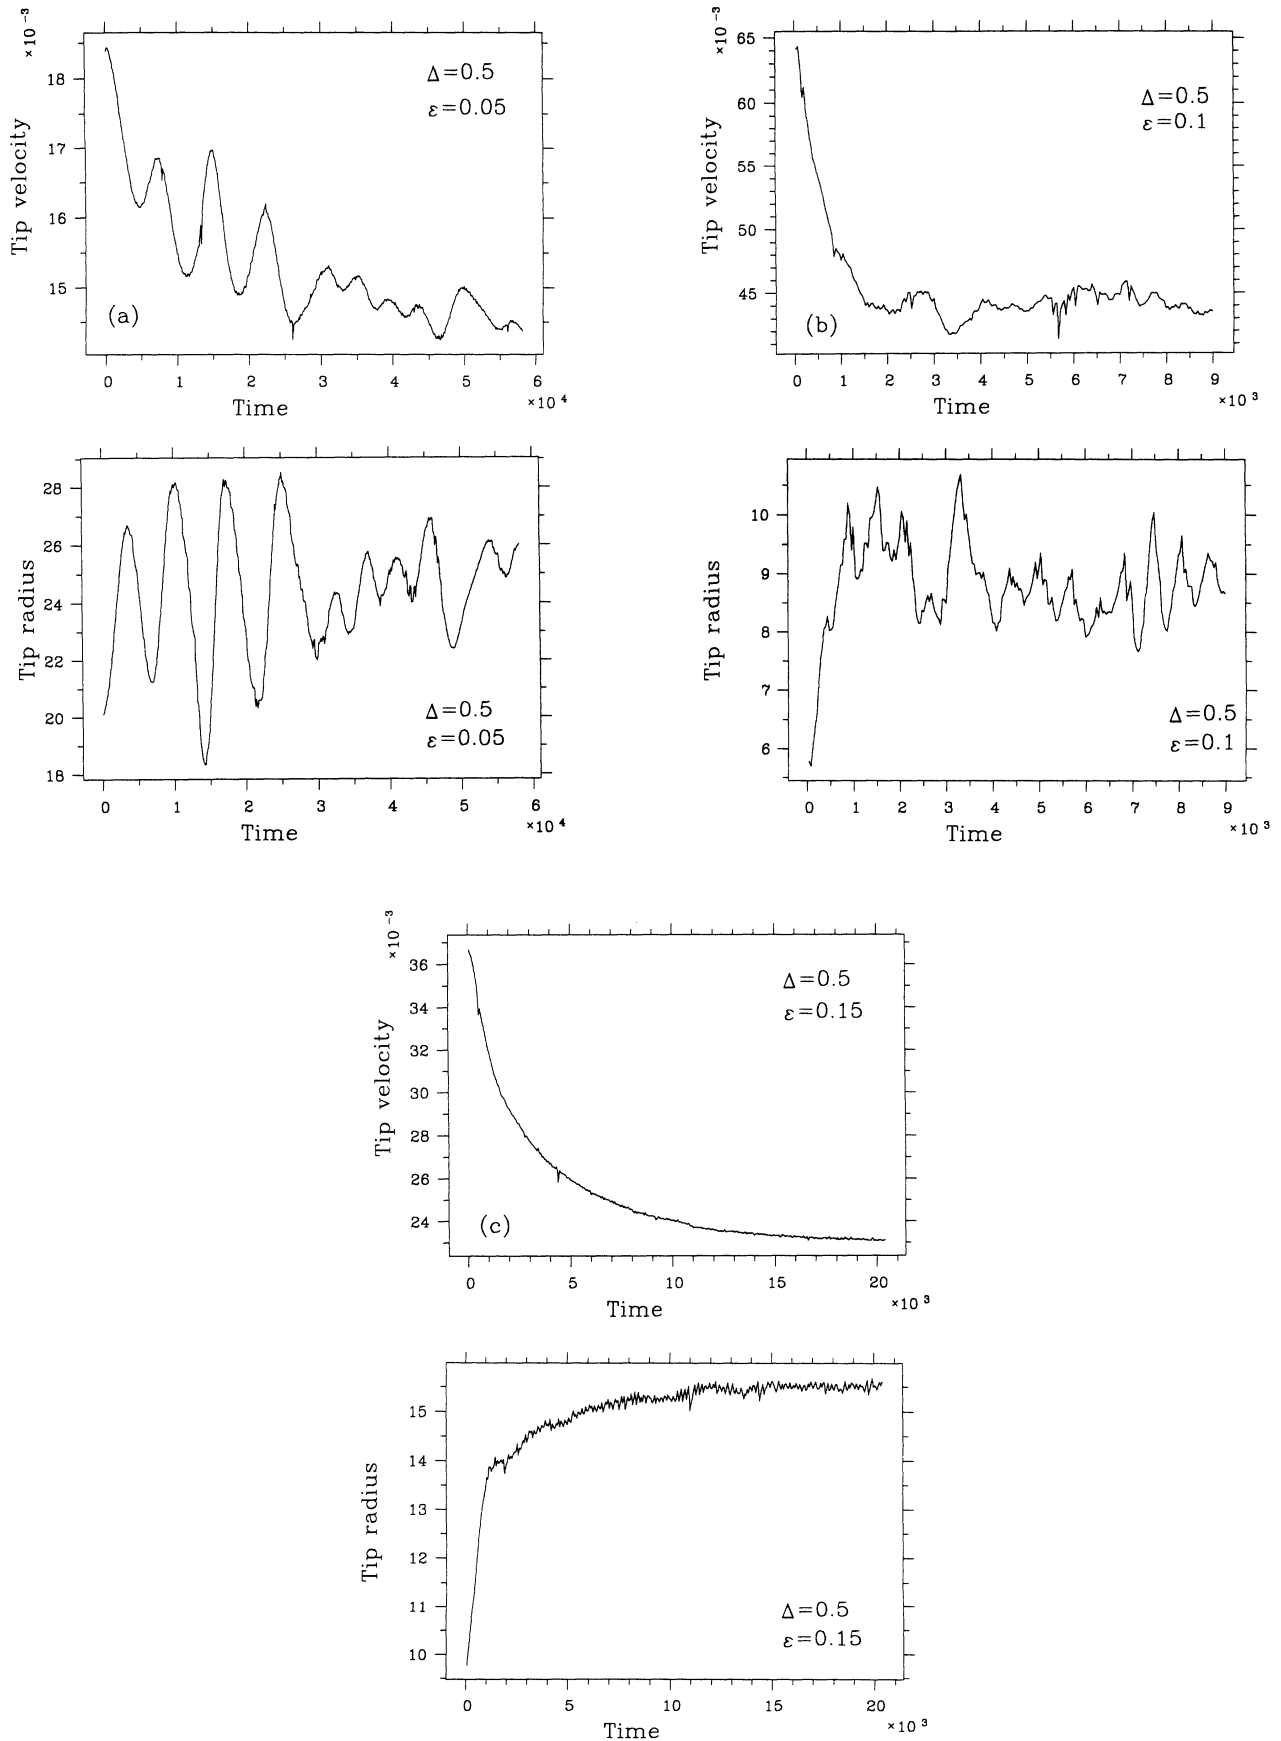 ×10⁻³
18
17
16
15
Tip velocity
Δ=0.5
ε=0.05
(a)
0 1 2 3 4 5 6
Time
×10⁴
×10⁻³
65
60
55
50
45
Tip velocity
Δ=0.5
ε=0.1
(b)
0 1 2 3 4 5 6 7 8 9
Time
×10³
28
26
24
22
20
18
Tip radius
Δ=0.5
ε=0.05
0 1 2 3 4 5 6
Time
×10⁴
10
9
8
7
6
Tip radius
Δ=0.5
ε=0.1
0 1 2 3 4 5 6 7 8 9
Time
×10³
×10⁻³
36
34
32
30
28
26
24
Tip velocity
Δ=0.5
ε=0.15
(c)
0 5 10 15 20
Time
×10³
15
14
13
12
11
10
Tip radius
Δ=0.5
ε=0.15
0 5 10 15 20
Time
×10³